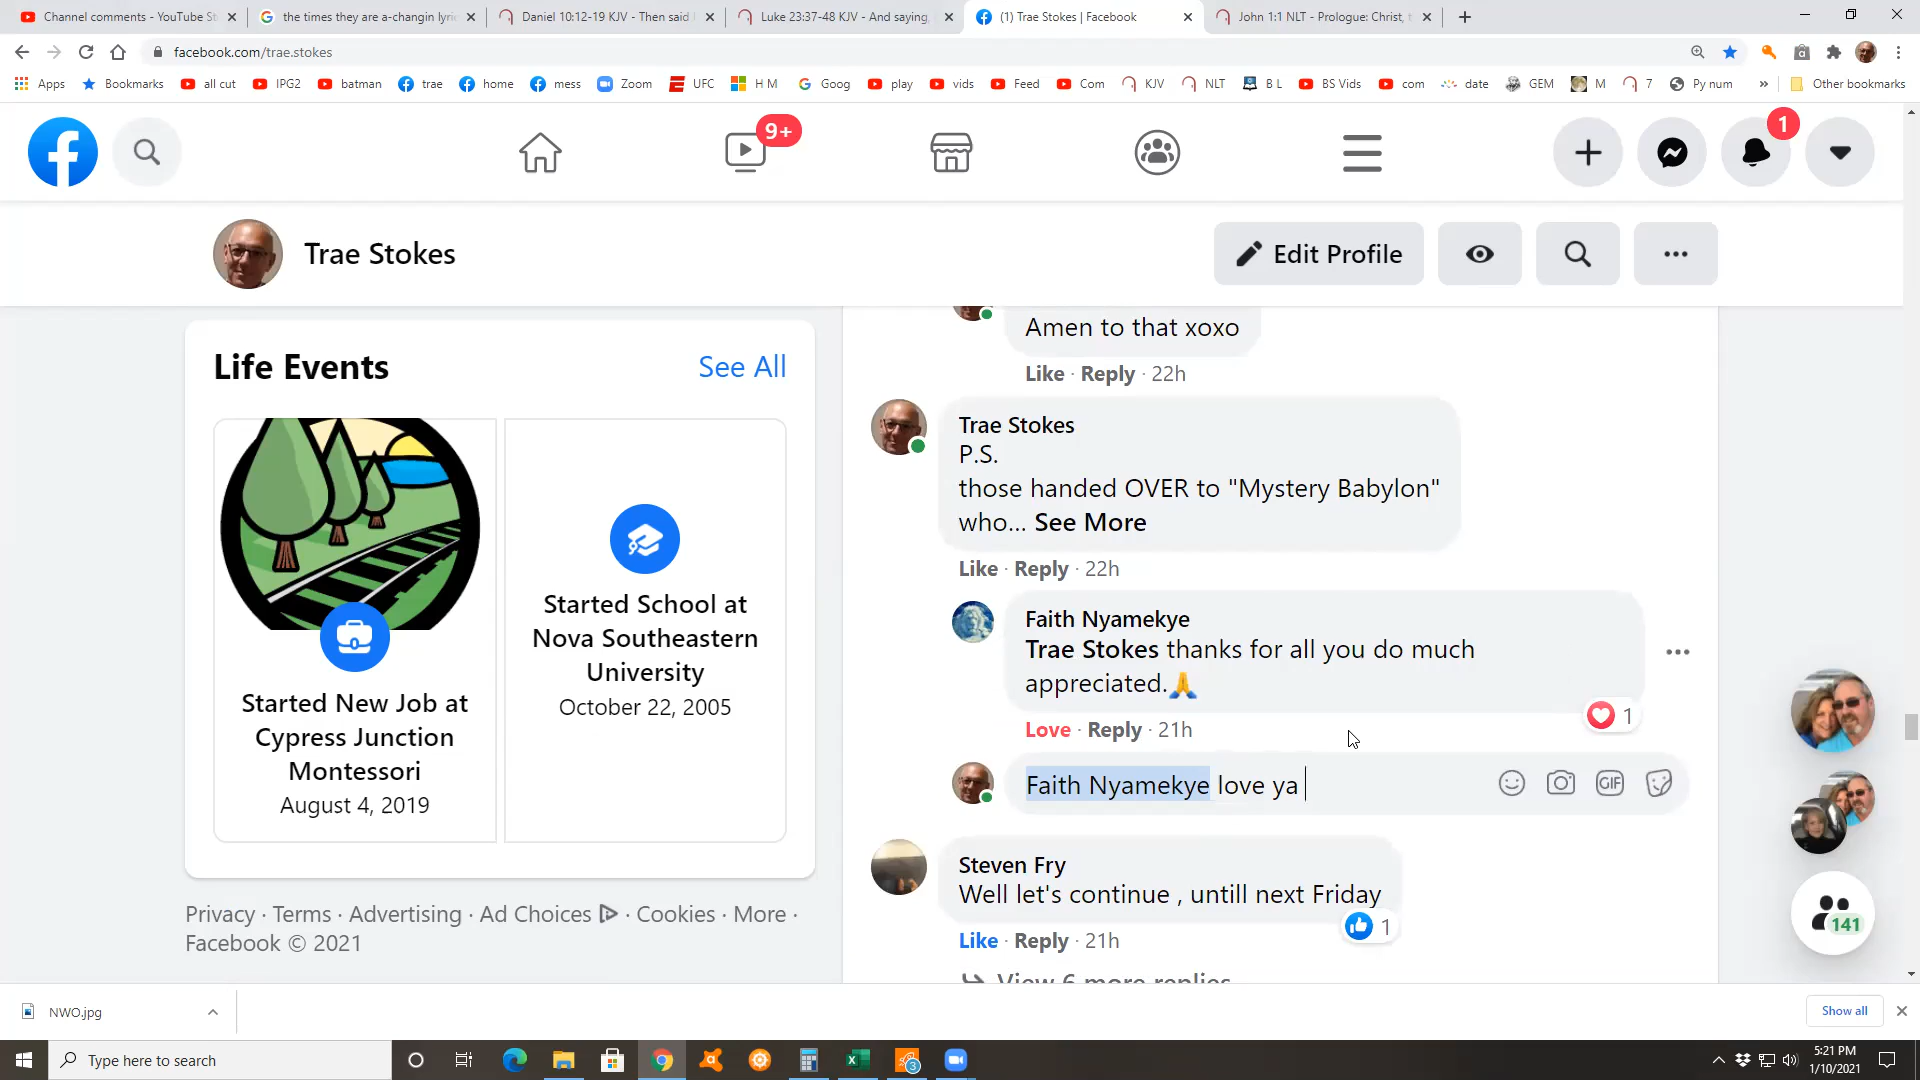 Channel comments - YouTube St
the times they are a-changin lyri
Daniel 10:12-19 KJV - Then said
Luke 23:37-48 KJV - And saying,
(1) Trae Stokes | Facebook
John 1:1 NLT - Prologue: Christ, t
facebook.com/trae.stokes
Apps
Bookmarks
all cut
IPG2
batman
trae
home
mess
Zoom
UFC
H M
Goog
play
vids
Feed
Com
KJV
NLT
B L
BS Vids
com
date
GEM
M
7
Py num
»
Other bookmarks
9+
1
Trae Stokes
Edit Profile
Life Events
See All
Started New Job at
Cypress Junction
Montessori
August 4, 2019
Started School at
Nova Southeastern
University
October 22, 2005
Privacy · Terms · Advertising · Ad Choices · Cookies · More ·
Facebook © 2021
Amen to that xoxo
Like · Reply · 22h
Trae Stokes
P.S.
those handed OVER to "Mystery Babylon"
who... See More
Like · Reply · 22h
Faith Nyamekye
Trae Stokes thanks for all you do much
appreciated.🙏
1
Love · Reply · 21h
Faith Nyamekye love ya
GIF
Steven Fry
Well let's continue , untill next Friday
1
Like · Reply · 21h
View 6 more replies
141
NWO.jpg
Show all
Type here to search
3
5:21 PM
1/10/2021